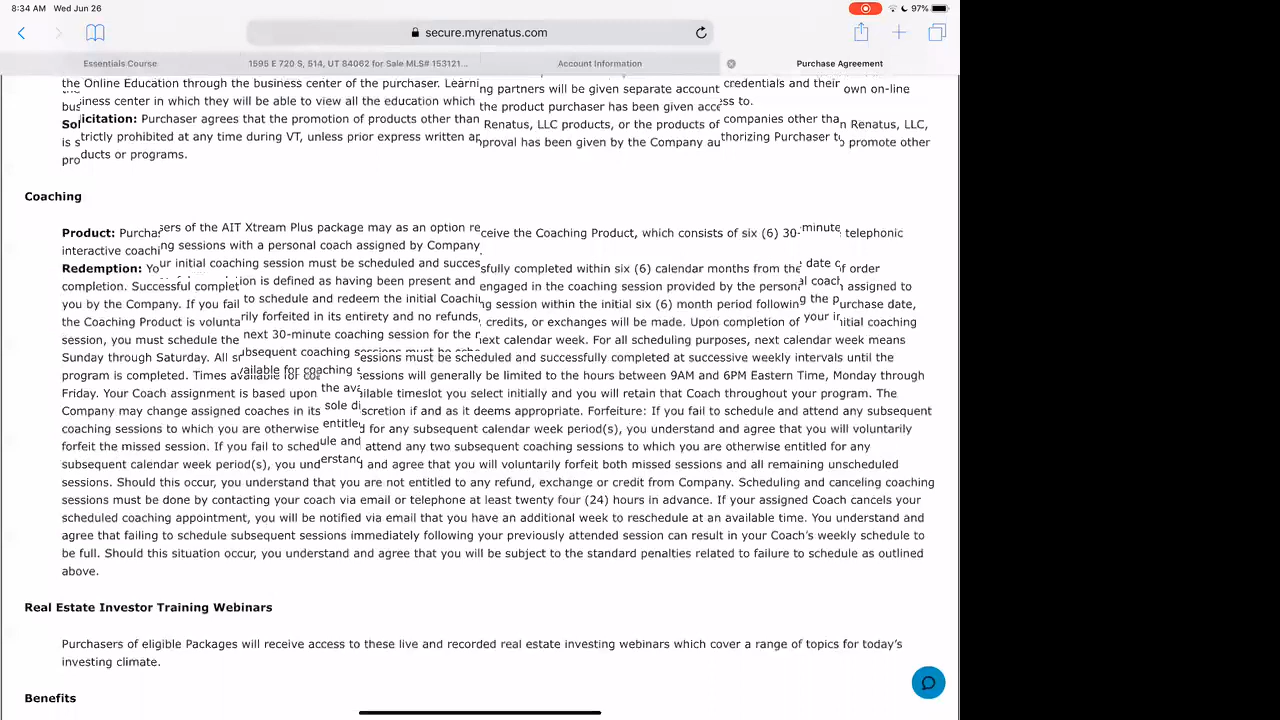 8:34 AM Wed Jun 26
97%
secure.myrenatus.com
Essentials Course
1595 E 720 S, 514, UT 84062 for Sale MLS# 153121...
Account Information
Purchase Agreement
the Online Education through the business center of the purchaser. Learning partners will be given separate account credentials and their own on-line
business center in which they will be able to view all the education which the product purchaser has been given access to.
Solicitation: Purchaser agrees that the promotion of products other than Renatus, LLC products, or the products of companies other than Renatus, LLC,
is strictly prohibited at any time during VT, unless prior express written approval has been given by the Company authorizing Purchaser to promote other
products or programs.
Coaching
Product: Purchasers of the AIT Xtream Plus package may as an option receive the Coaching Product, which consists of six (6) 30-minute telephonic
interactive coaching sessions with a personal coach assigned by Company.
Redemption: Your initial coaching session must be scheduled and successfully completed within six (6) calendar months from the date of order
completion. Successful completion is defined as having been present and engaged in the coaching session provided by the personal coach assigned to
you by the Company. If you fail to schedule and redeem the initial Coaching session within the initial six (6) month period following the purchase date,
the Coaching Product is voluntarily forfeited in its entirety and no refunds, credits, or exchanges will be made. Upon completion of your initial coaching
session, you must schedule the next 30-minute coaching session for the next calendar week. For all scheduling purposes, next calendar week means
Sunday through Saturday. All subsequent coaching sessions must be scheduled and successfully completed at successive weekly intervals until the
program is completed. Times available for coaching sessions will generally be limited to the hours between 9AM and 6PM Eastern Time, Monday through
Friday. Your Coach assignment is based upon the available timeslot you select initially and you will retain that Coach throughout your program. The
Company may change assigned coaches in its sole discretion if and as it deems appropriate. Forfeiture: If you fail to schedule and attend any subsequent
coaching sessions to which you are otherwise entitled for any subsequent calendar week period(s), you understand and agree that you will voluntarily
forfeit the missed session. If you fail to schedule and attend any two subsequent coaching sessions to which you are otherwise entitled for any
subsequent calendar week period(s), you understand and agree that you will voluntarily forfeit both missed sessions and all remaining unscheduled
sessions. Should this occur, you understand that you are not entitled to any refund, exchange or credit from Company. Scheduling and canceling coaching
sessions must be done by contacting your coach via email or telephone at least twenty four (24) hours in advance. If your assigned Coach cancels your
scheduled coaching appointment, you will be notified via email that you have an additional week to reschedule at an available time. You understand and
agree that failing to schedule subsequent sessions immediately following your previously attended session can result in your Coach's weekly schedule to
be full. Should this situation occur, you understand and agree that you will be subject to the standard penalties related to failure to schedule as outlined
above.
Real Estate Investor Training Webinars
Purchasers of eligible Packages will receive access to these live and recorded real estate investing webinars which cover a range of topics for today's
investing climate.
Benefits